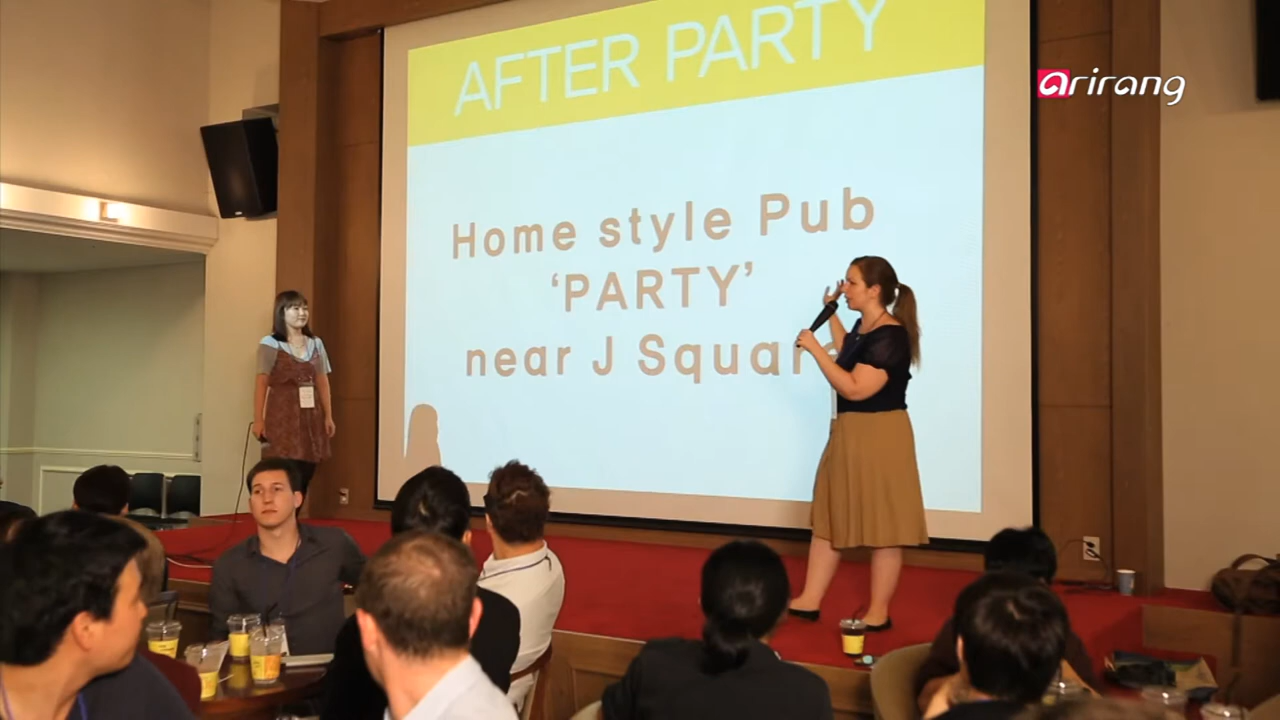 AFTER PARTY
arirang
Home style Pub
‘PARTY’
near J Square